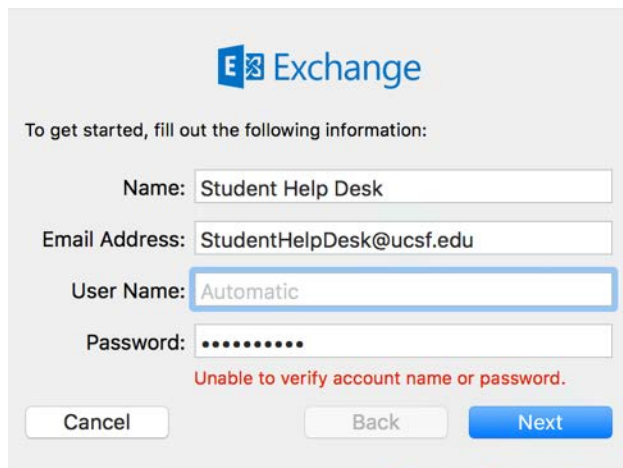 E Exchange
To get started, fill out the following information:
Name: Student Help Desk
Email Address: StudentHelpDesk@ucsf.edu
User Name: Automatic
Password: ••••••••••
Unable to verify account name or password.
Cancel Back Next